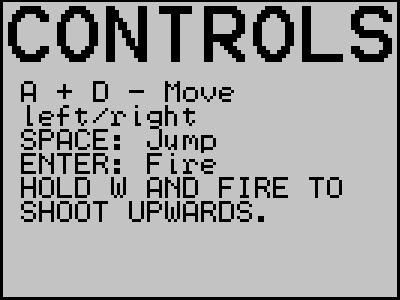 CONTROLS
A + D - Move
left/right
SPACE: Jump
ENTER: Fire
HOLD W AND FIRE TO
SHOOT UPWARDS.